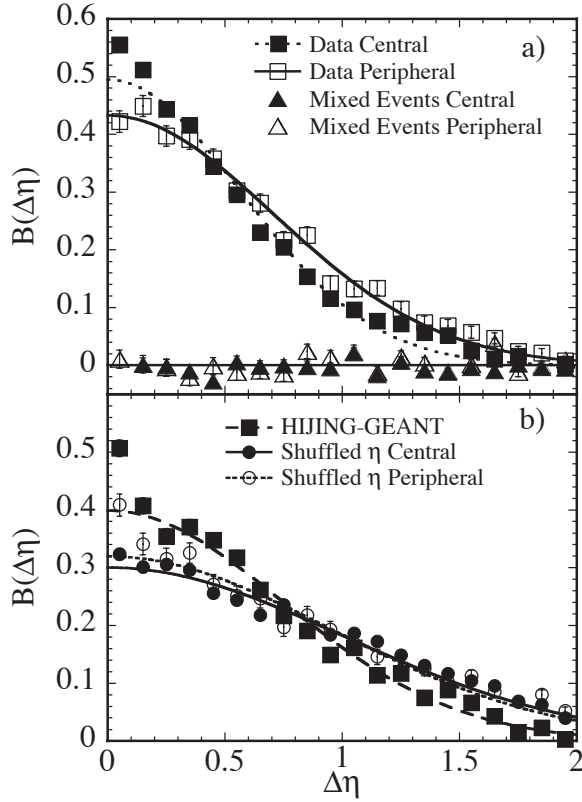 0.6
a)
Data Central
0.5
Data Peripheral
Mixed Events Central
0.4
Mixed Events Peripheral
0.3
B(Δη)
0.2
0.1
0
b)
HIJING-GEANT
0.5
Shuffled η Central
Shuffled η Peripheral
0.4
0.3
B(Δη)
0.2
0.1
0
0 0.5 1 1.5 2
Δη